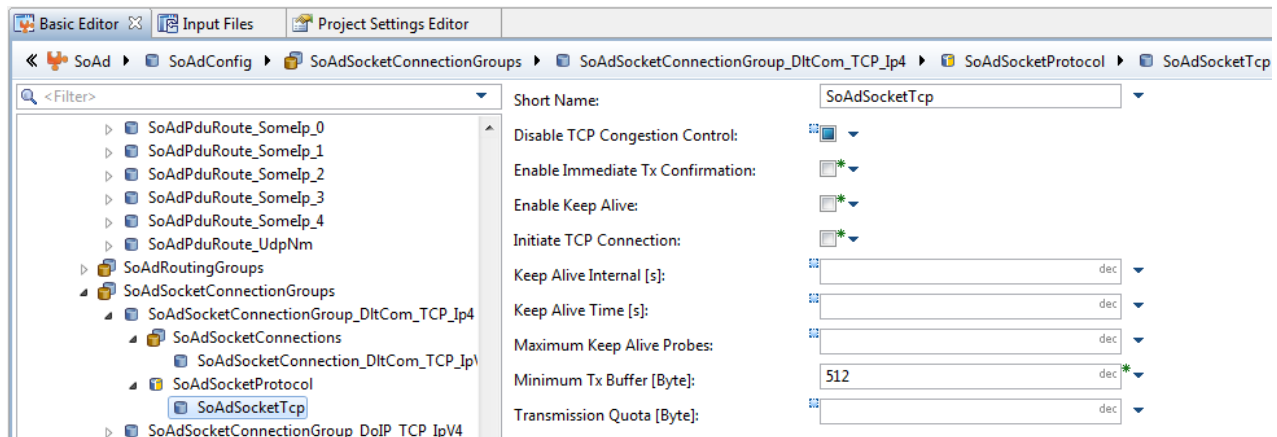 Basic Editor Input Files Project Settings Editor
« SoAd SoAdConfig SoAdSocketConnectionGroups SoAdSocketConnectionGroup_DltCom_TCP_Ip4 SoAdSocketProtocol SoAdSocketTcp
<Filter>
SoAdPduRoute_SomeIp_0
SoAdPduRoute_SomeIp_1
SoAdPduRoute_SomeIp_2
SoAdPduRoute_SomeIp_3
SoAdPduRoute_SomeIp_4
SoAdPduRoute_UdpNm
SoAdRoutingGroups
SoAdSocketConnectionGroups
SoAdSocketConnectionGroup_DltCom_TCP_Ip4
SoAdSocketConnections
SoAdSocketConnection_DltCom_TCP_Ip
SoAdSocketProtocol
SoAdSocketTcp
SoAdSocketConnectionGroup_DoIP_TCP_IpV4
Short Name: SoAdSocketTcp
Disable TCP Congestion Control:
Enable Immediate Tx Confirmation: *
Enable Keep Alive: *
Initiate TCP Connection: *
Keep Alive Internal [s]: dec
Keep Alive Time [s]: dec
Maximum Keep Alive Probes: dec
Minimum Tx Buffer [Byte]: 512 dec *
Transmission Quota [Byte]: dec